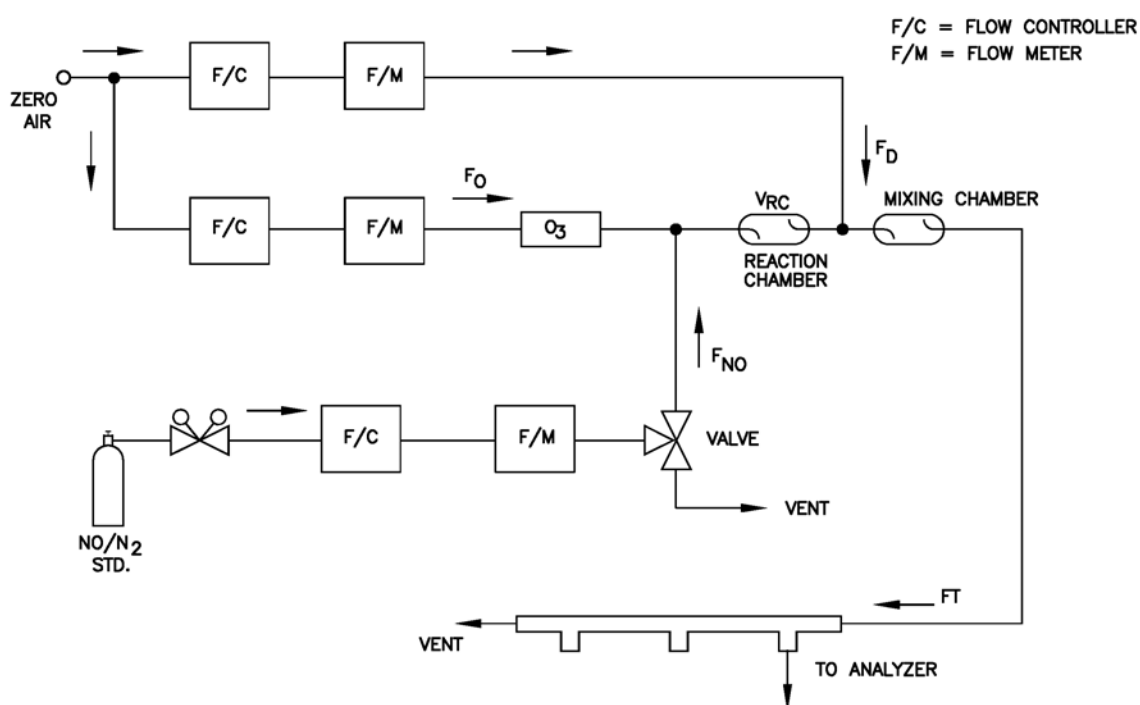 F/C = FLOW CONTROLLER
F/M = FLOW METER
F/C
F/M
ZERO
AIR
F_D
F_O
V_RC
MIXING CHAMBER
F/C
F/M
O_3
REACTION
CHAMBER
F_NO
F/C
F/M
VALVE
VENT
NO/N_2
STD.
FT
VENT
TO ANALYZER